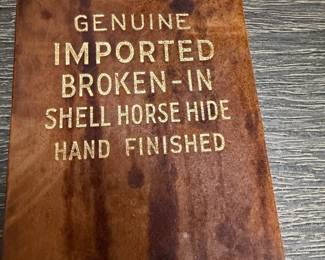 GENUINE
IMPORTED
BROKEN-IN
SHELL HORSE HIDE
HAND FINISHED